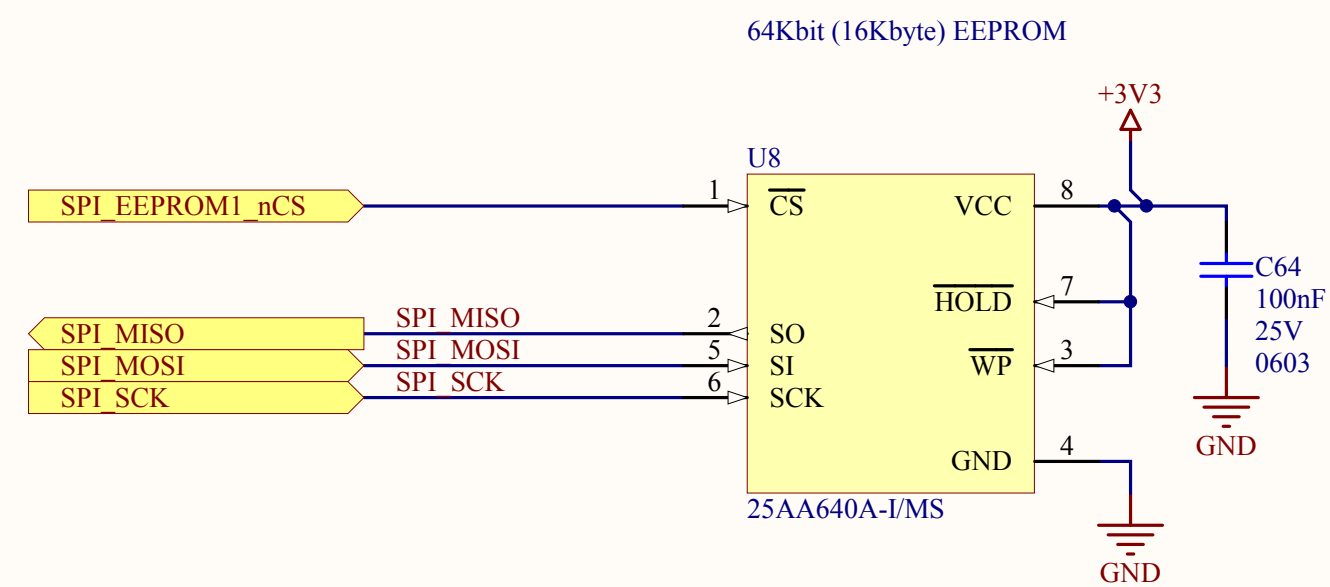 64Kbit (16Kbyte) EEPROM
+3V3
U8
SPI_EEPROM1_nCS
1
CS
VCC
8
HOLD
7
C64
100nF
25V
0603
SPI_MISO
SPI_MISO
2
SO
SPI_MOSI
SPI_MOSI
5
SI
WP
3
SPI_SCK
SPI_SCK
6
SCK
GND
GND
4
25AA640A-I/MS
GND